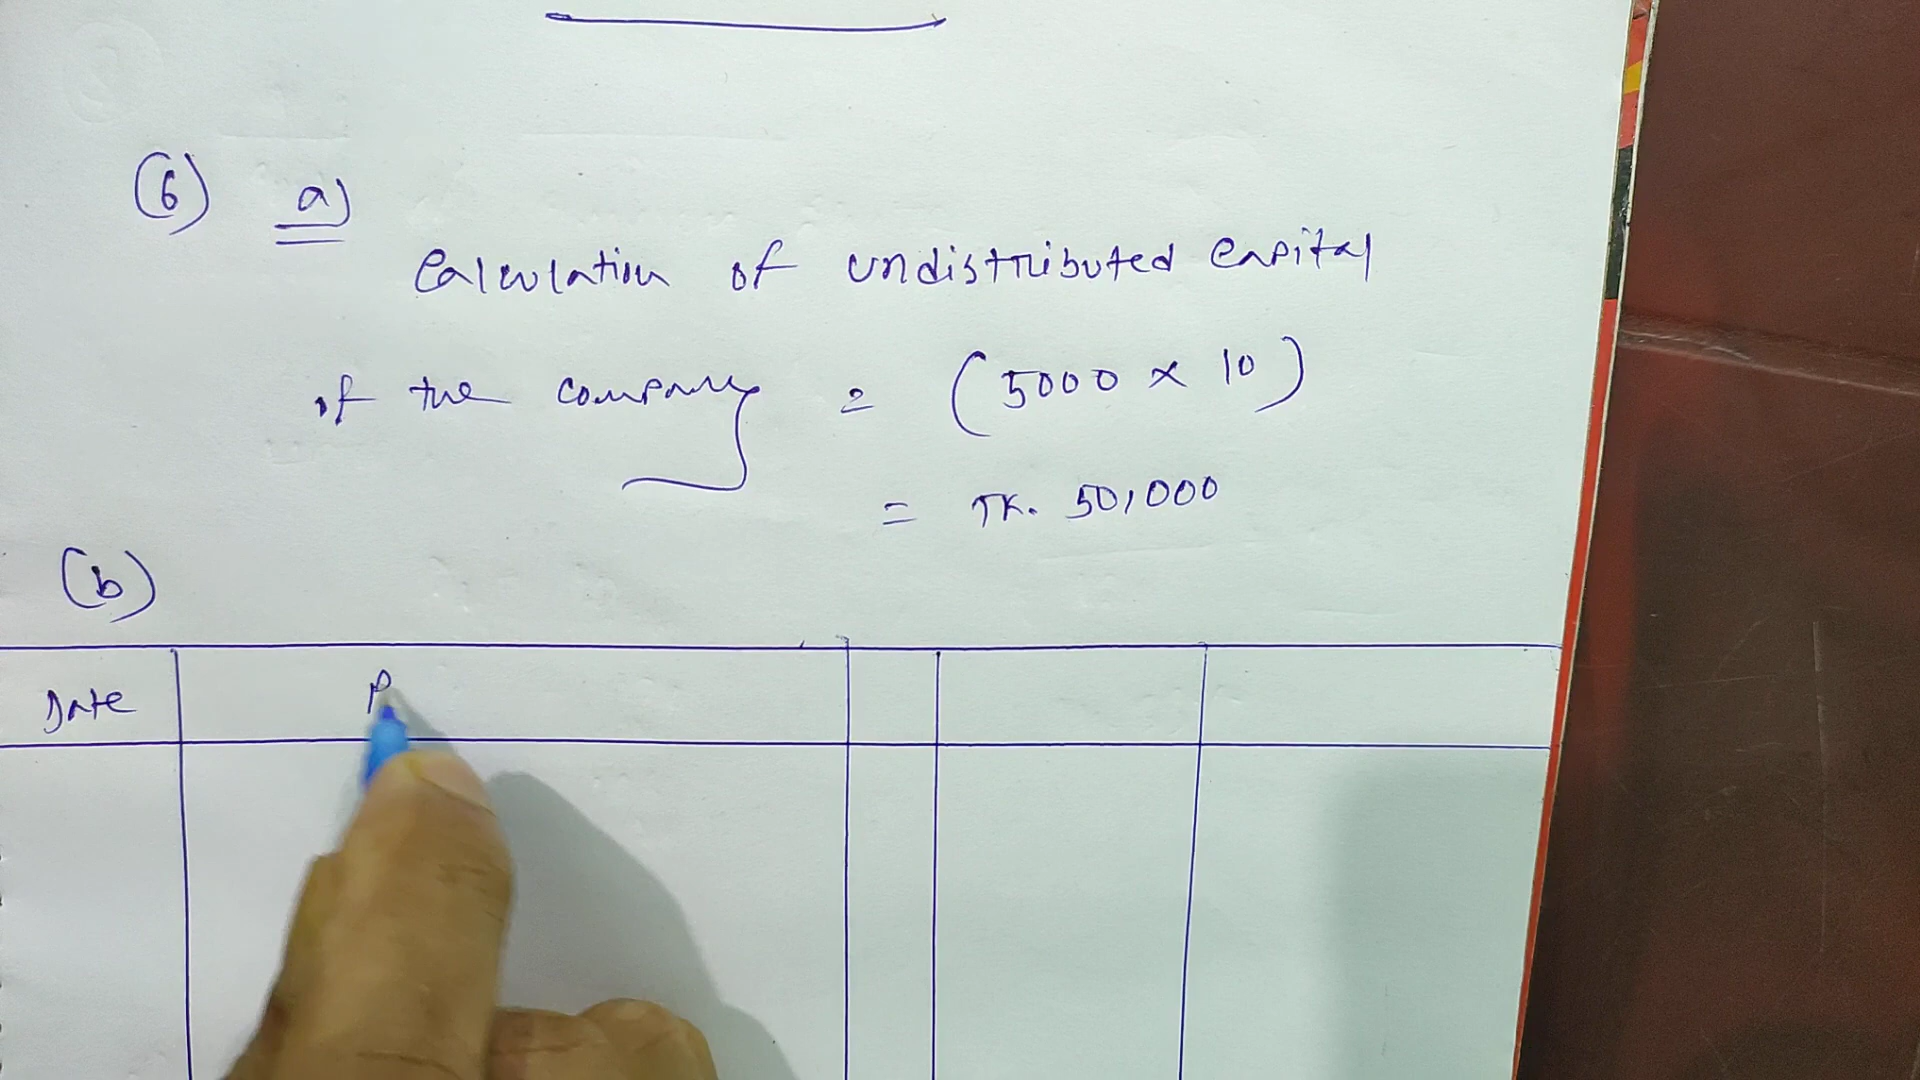 (6) a)
Calculation of undistributed capital
of the company = (5000 × 10)
= TK. 50,000
(b)
Date P